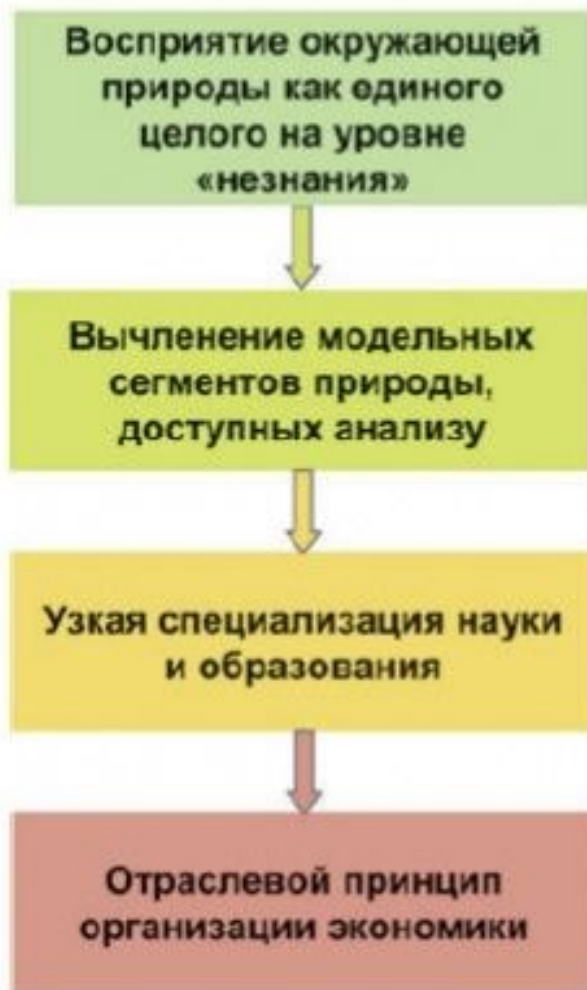 Восприятие окружающей
природы как единого
целого на уровне
«незнания»
Вычленение модельных
сегментов природы,
доступных анализу
Узкая специализация науки
и образования
Отраслевой принцип
организации экономики